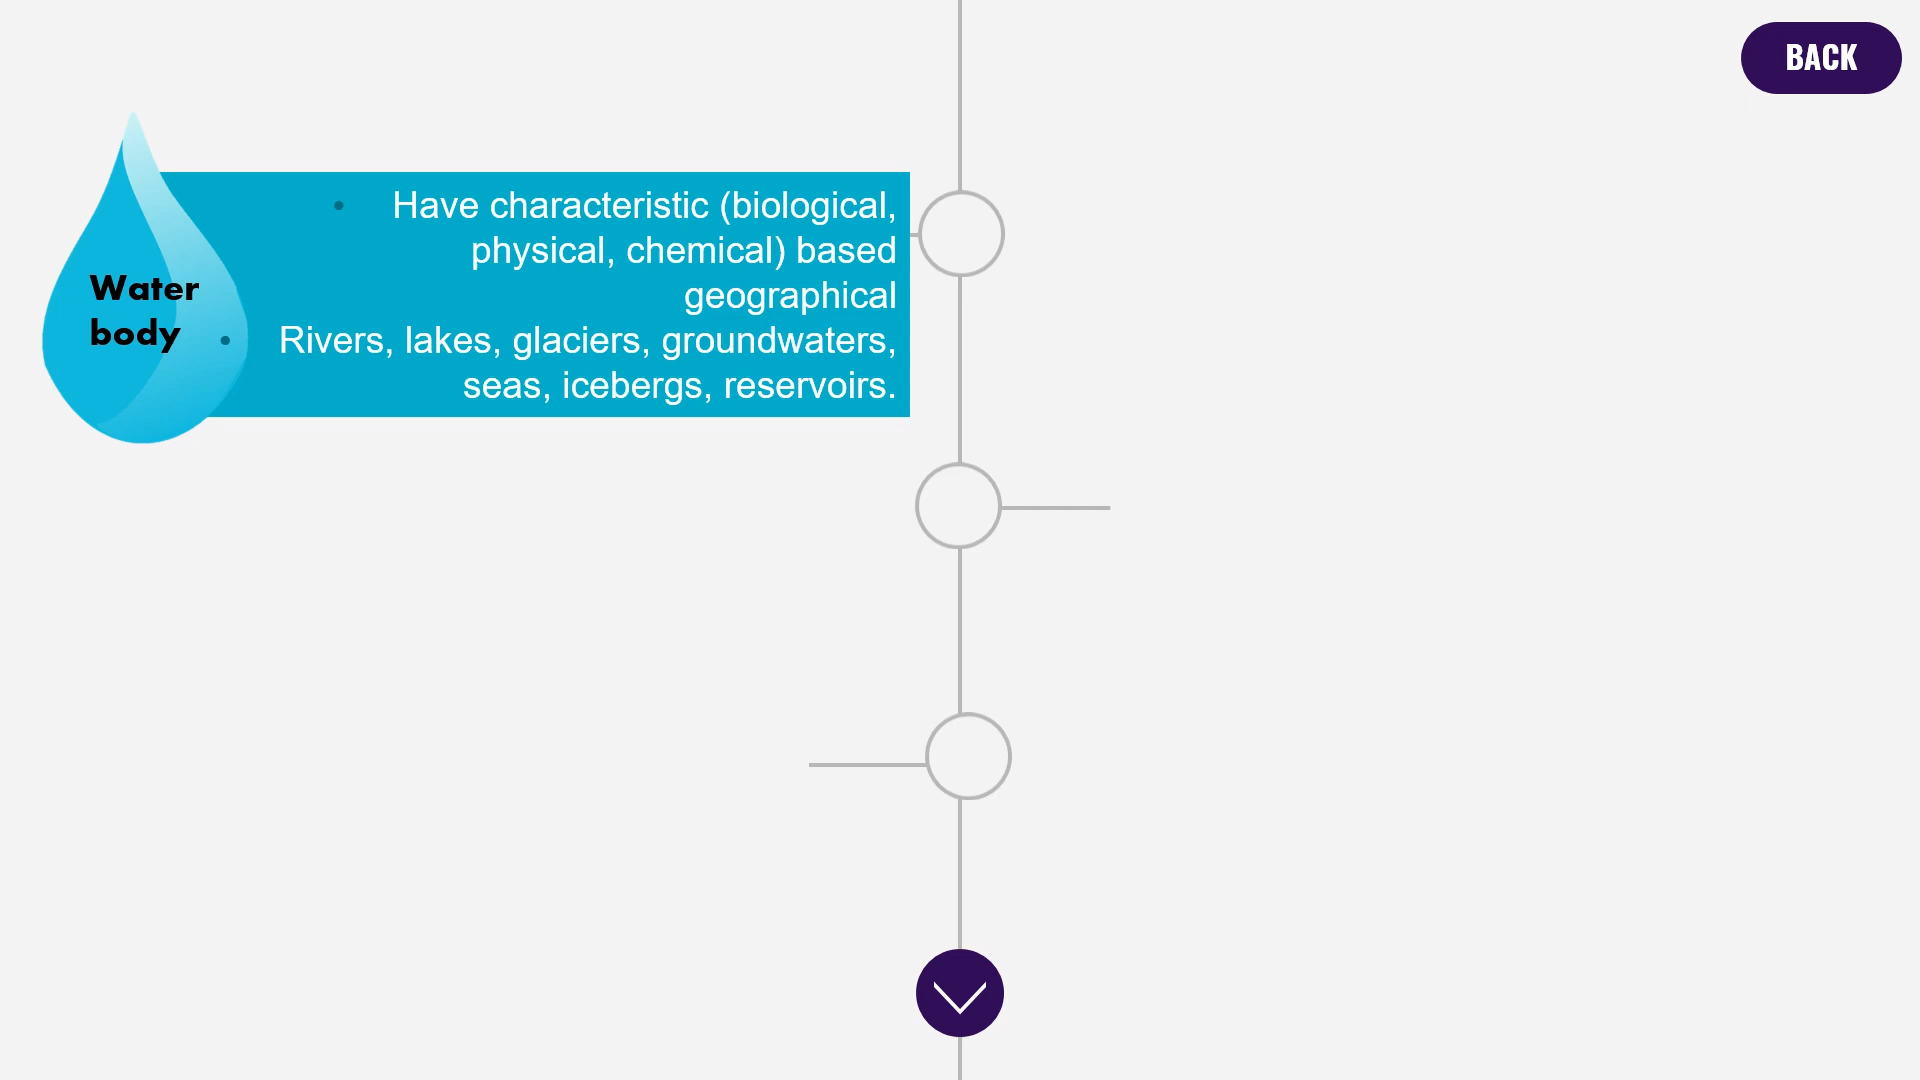 BACK
Water
body
• Have characteristic (biological,
physical, chemical) based
geographical
• Rivers, lakes, glaciers, groundwaters,
seas, icebergs, reservoirs.